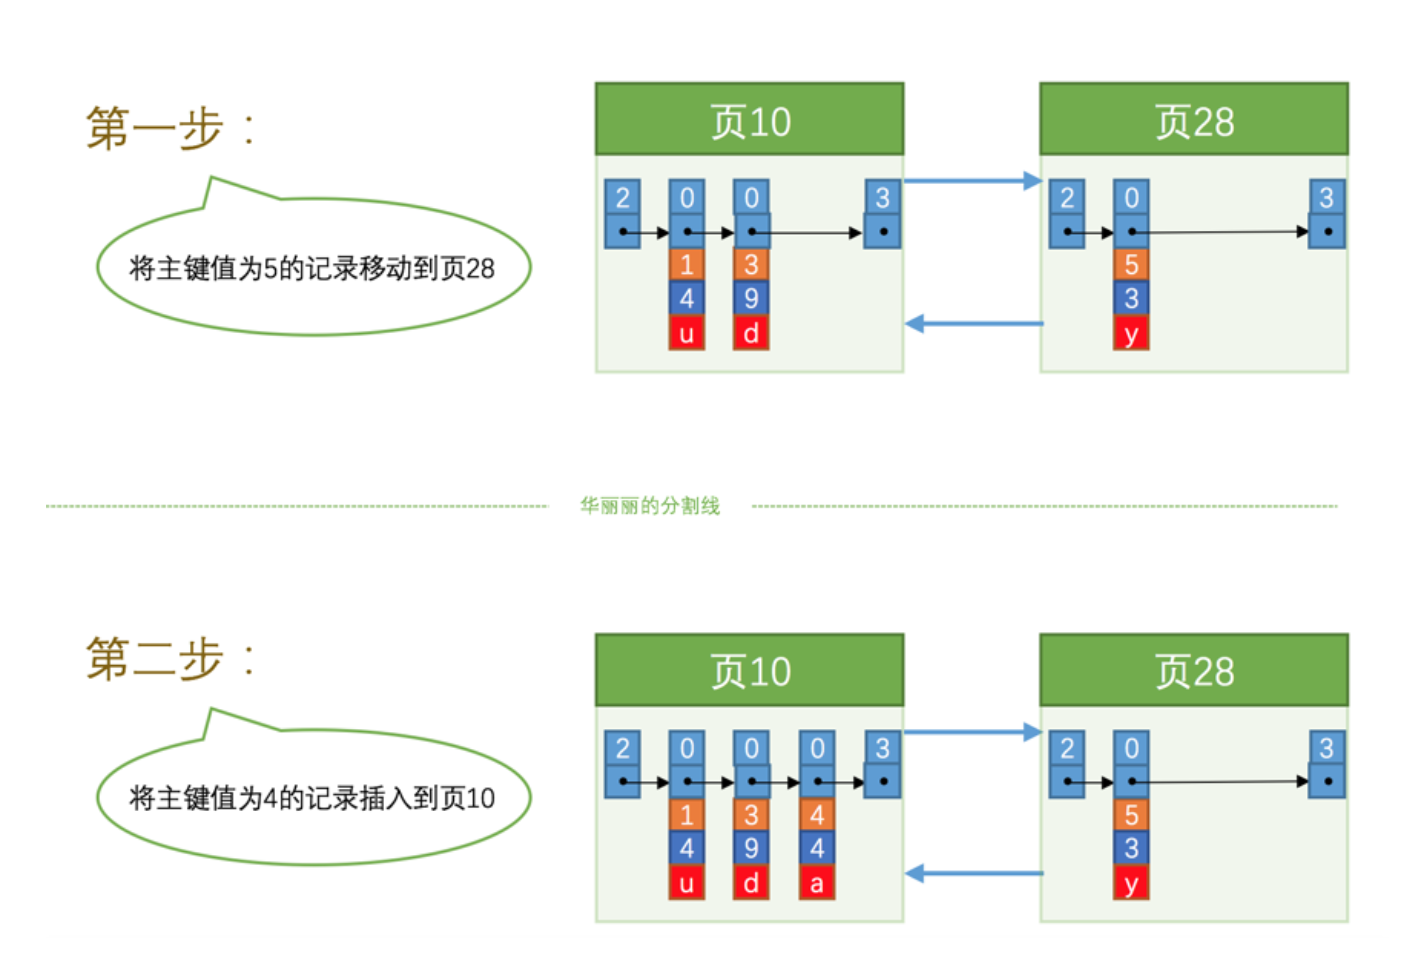 第一步：
将主键值为5的记录移动到页28
页10
页28
2 0 0 3
1 3
4 9
u d
2 0 3
5
3
y
华丽丽的分割线
第二步：
将主键值为4的记录插入到页10
页10
页28
2 0 0 0 3
1 3 4
4 9 4
u d a
2 0 3
5
3
y